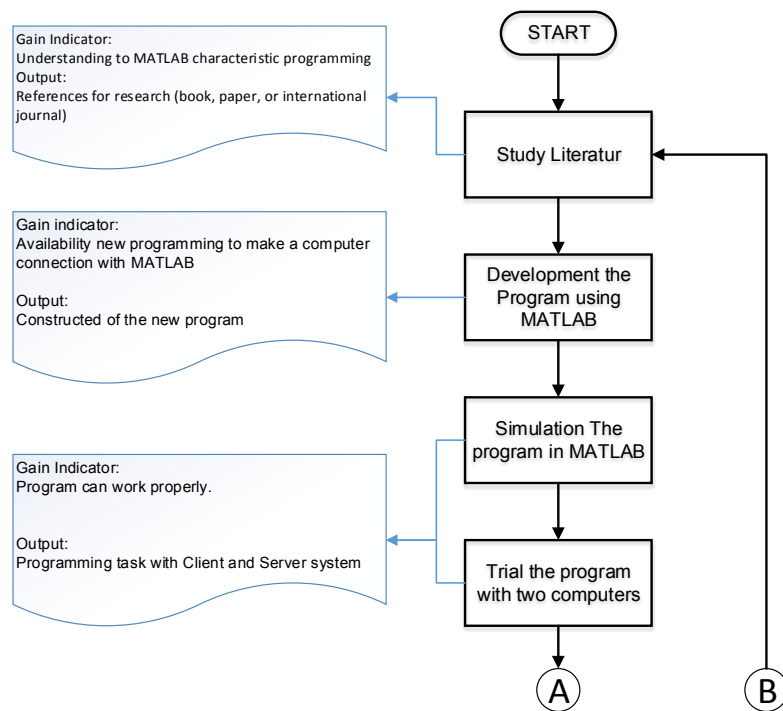 START
Gain Indicator:
Understanding to MATLAB characteristic programming
Output:
References for research (book, paper, or international
journal)
Study Literatur
Gain indicator:
Availability new programming to make a computer
connection with MATLAB
Output:
Constructed of the new program
Development the
Program using
MATLAB
Simulation The
program in MATLAB
Gain Indicator:
Program can work properly.
Output:
Programming task with Client and Server system
Trial the program
with two computers
A
B